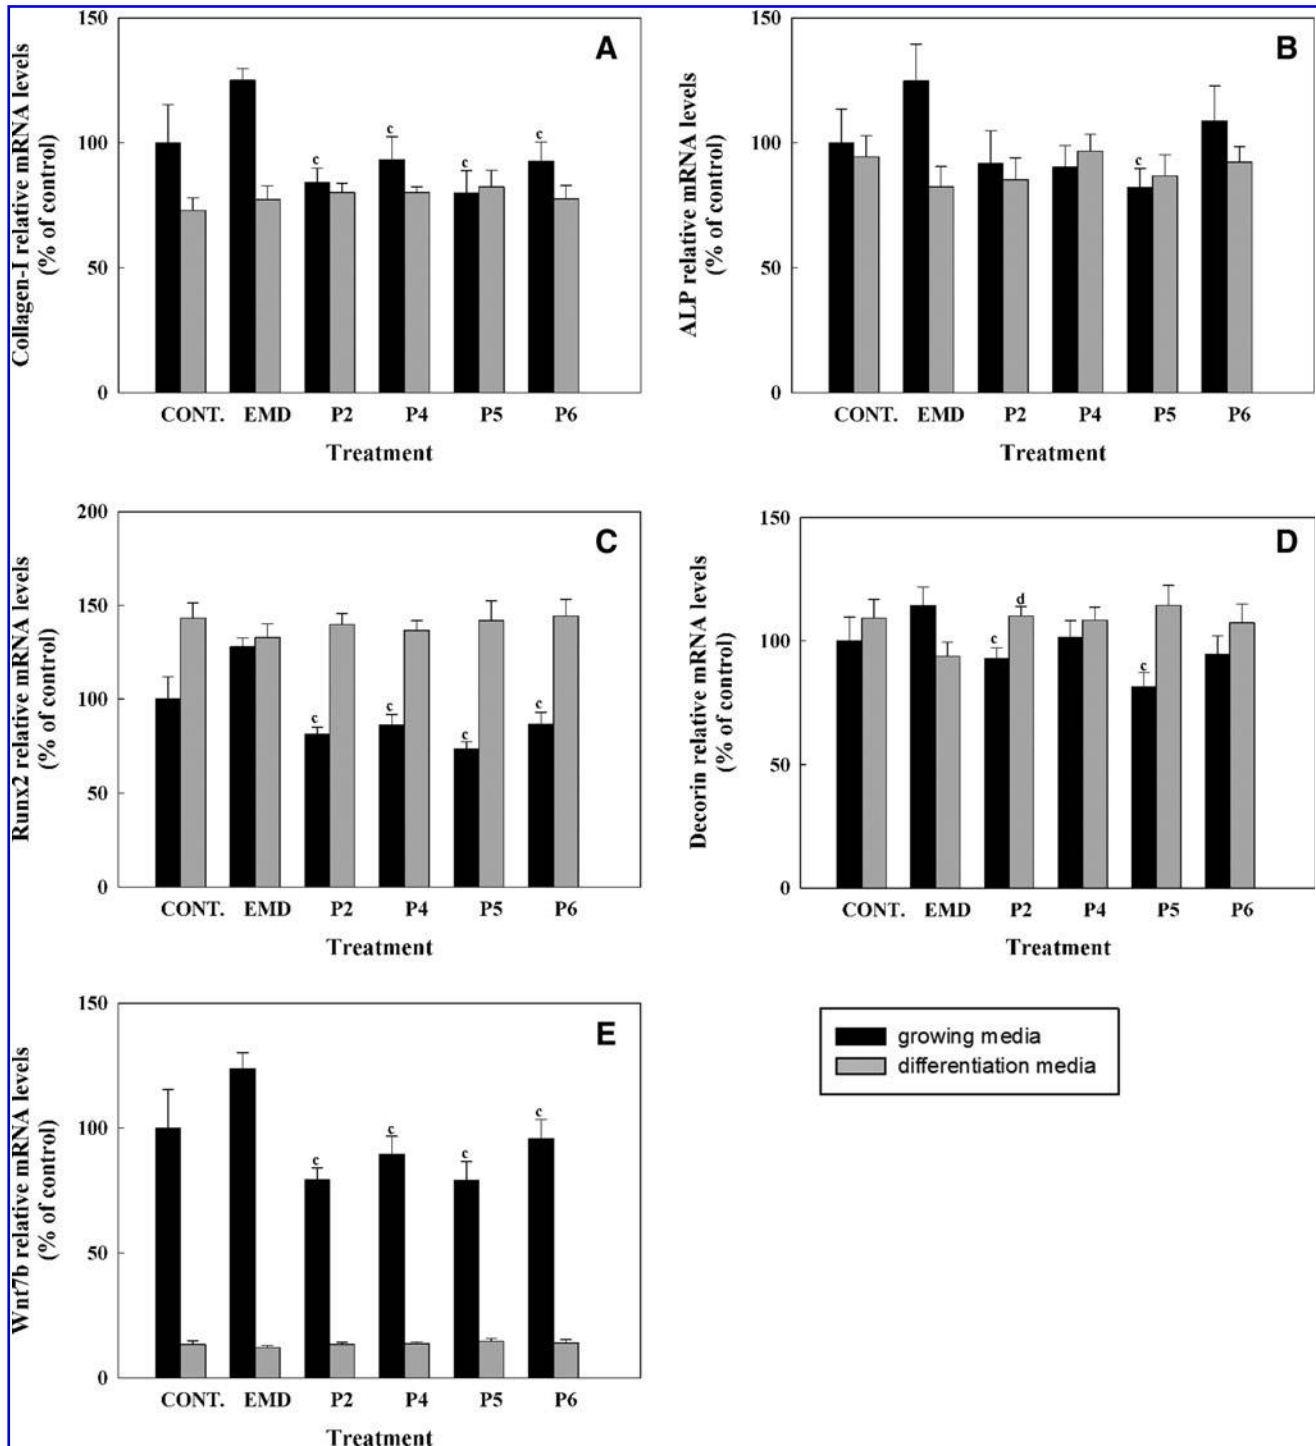 A
Collagen-I relative mRNA levels
(% of control)
150
100
50
0
c
c
c
c
CONT. EMD P2 P4 P5 P6
Treatment
B
ALP relative mRNA levels
(% of control)
150
100
50
0
c
CONT. EMD P2 P4 P5 P6
Treatment
C
Runx2 relative mRNA levels
(% of control)
200
150
100
50
0
c
c
c
c
CONT. EMD P2 P4 P5 P6
Treatment
D
Decorin relative mRNA levels
(% of control)
150
100
50
0
c
d
c
CONT. EMD P2 P4 P5 P6
Treatment
E
Wnt7b relative mRNA levels
(% of control)
150
100
50
0
c
c
c
c
CONT. EMD P2 P4 P5 P6
Treatment
growing media
differentiation media